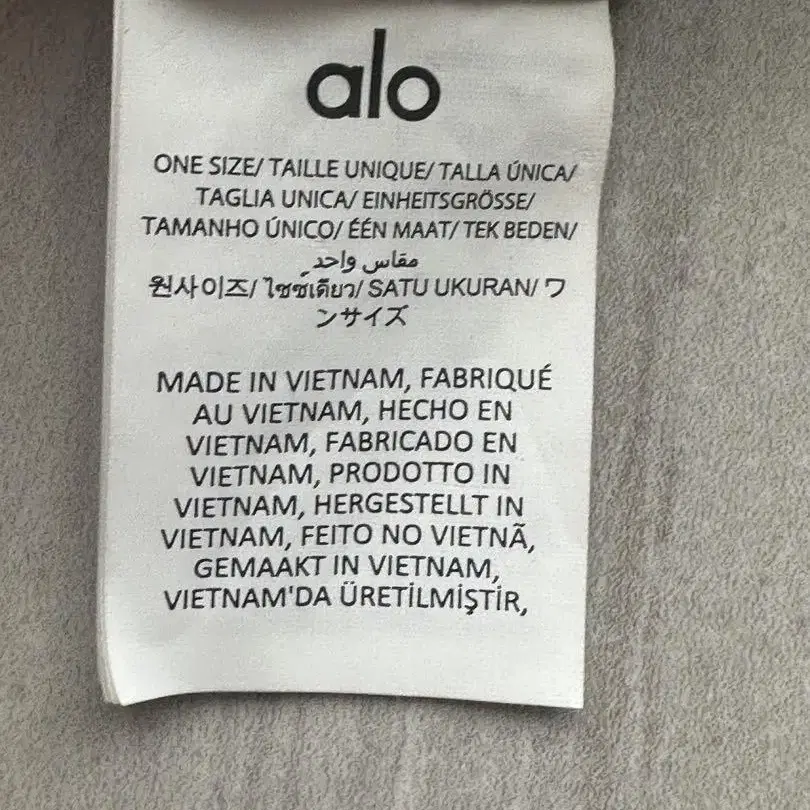 alo
ONE SIZE/ TAILLE UNIQUE/ TALLA ÚNICA/
TAGLIA UNICA/ EINHEITSGRÖSSE/
TAMANHO ÚNICO/ ÉÉN MAAT/ TEK BEDEN/
مقاس واحد
원사이즈/ ไซซ์เดียว/ SATU UKURAN/ ワ
ンサイズ
MADE IN VIETNAM, FABRIQUÉ
AU VIETNAM, HECHO EN
VIETNAM, FABRICADO EN
VIETNAM, PRODOTTO IN
VIETNAM, HERGESTELLT IN
VIETNAM, FEITO NO VIETNÃ,
GEMAAKT IN VIETNAM,
VIETNAM'DA ÜRETİLMİŞTİR,